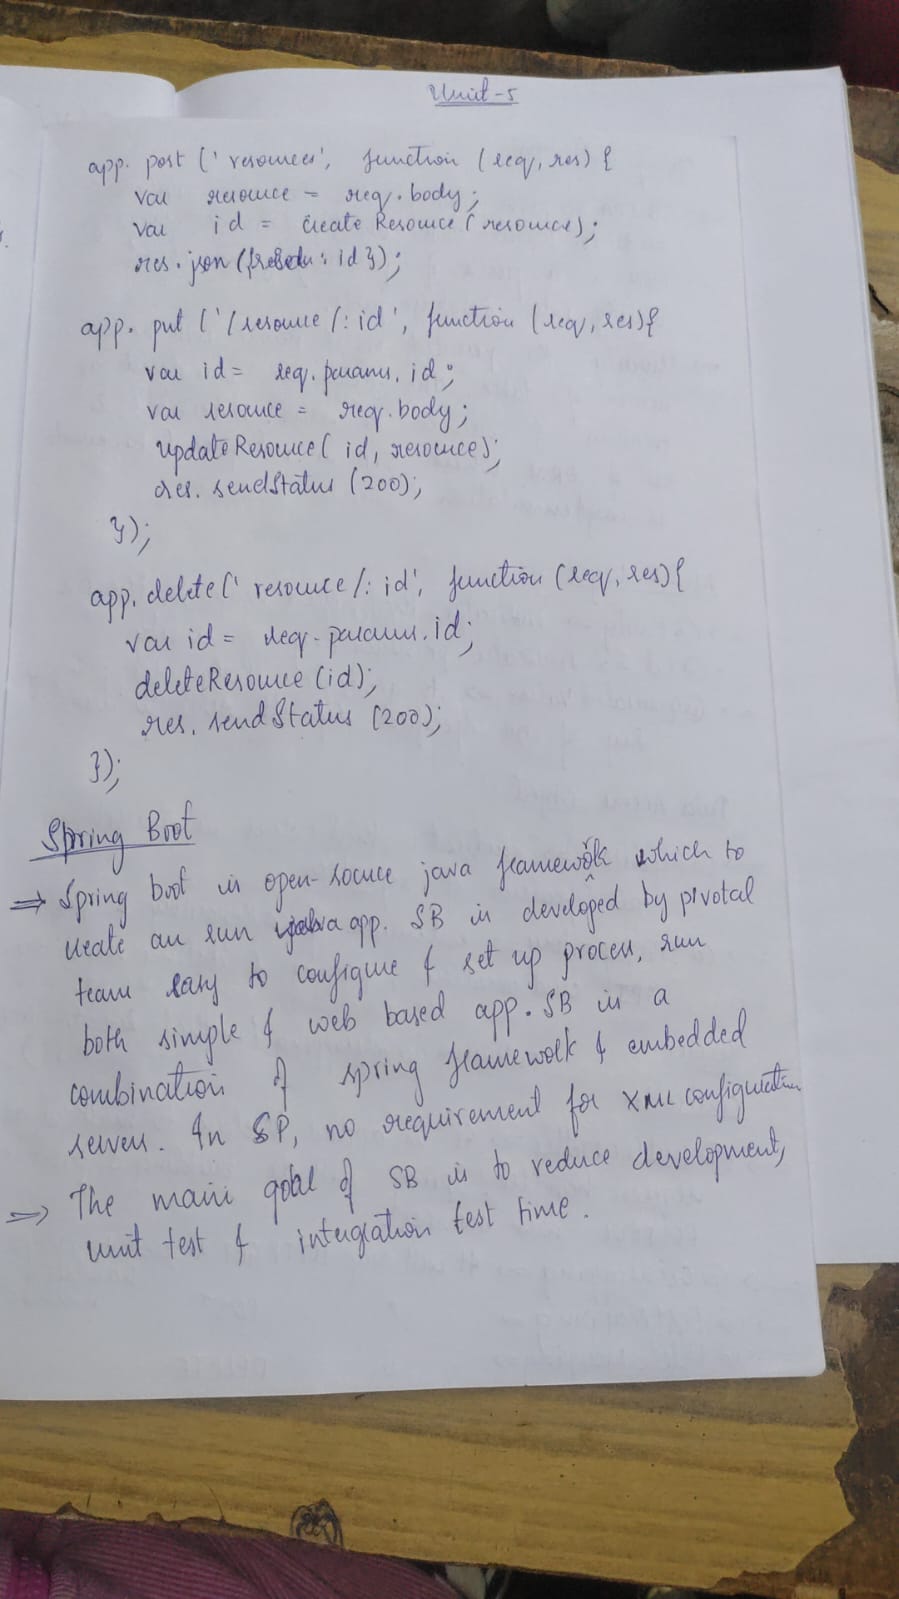 Unit-5
app. post (' resources', function (req, res) {
var resource = req.body;
var id = Create Resource (resource);
res.json ( : id });
app. put ('/resource /: id', function (req, res){
var id = req. params. id;
var resource = req.body;
updateResource( id, resource);
res. sendStatus (200);
});
app. delete (' resource /: id', function (req, res){
var id = req. params. id;
deleteResource (id);
res. sendStatus (200);
});
Spring Boot
⇒ Spring boot is open-source java framework which to
create an run java app. SB is developed by pivotal
team easy to configure & set up process, run
both simple & web based app. SB is a
combination of spring framework & embedded
servers. In SP, no requirement for XML configuration
⇒ The main goal of SB is to reduce development,
unit test & integration test time.